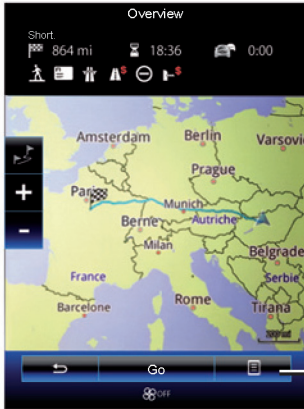 Overview
Short.
864 mi 18:36 0:00
Amsterdam Berlin Varsovi
Prague
Paris
Munich
Berne Autriche
Milan
Belgrade
France Serbie
Rome
Barcelone Tirana
Go
OFF